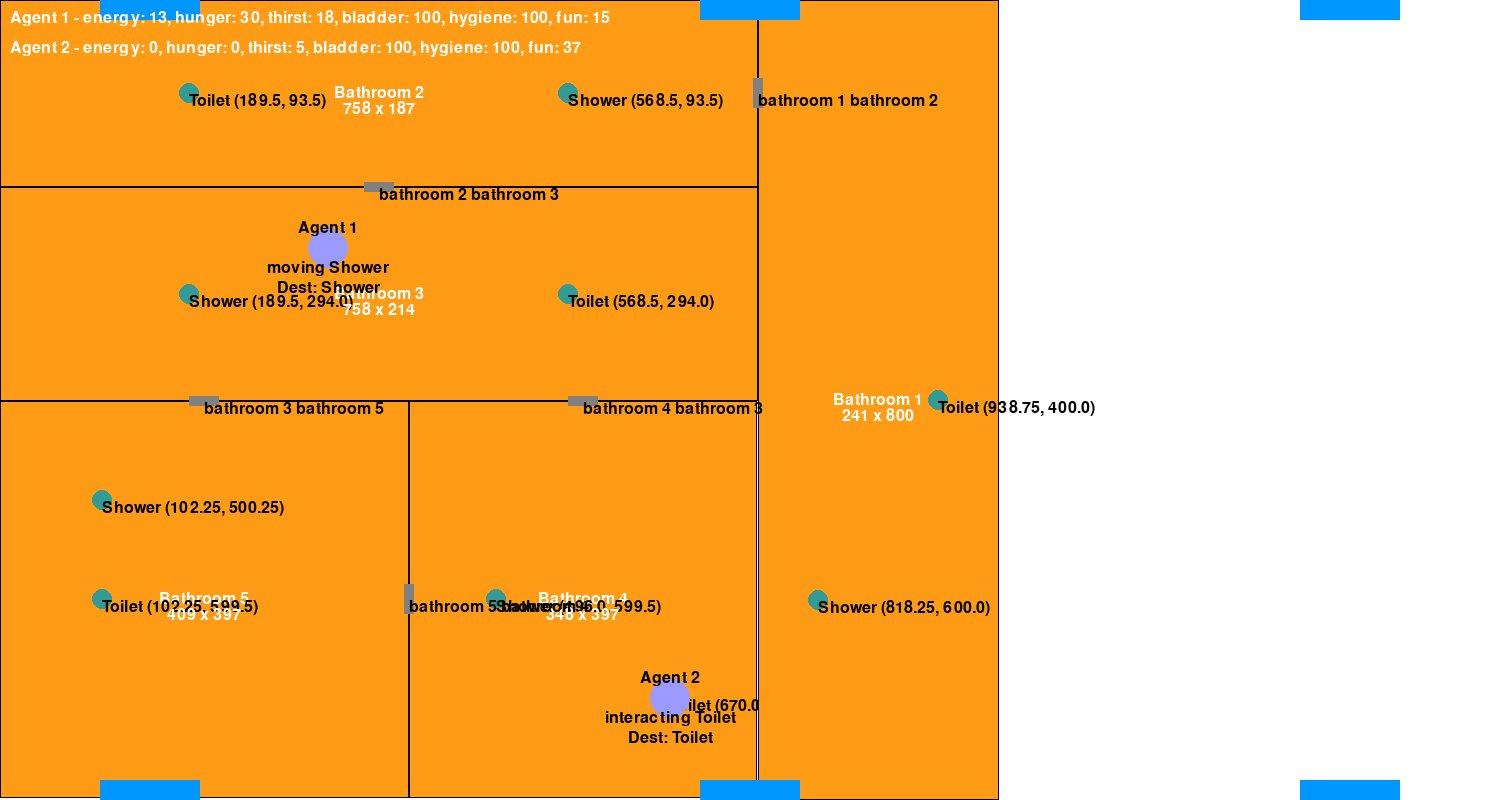 Agent 1 - energy: 13, hunger: 30, thirst: 18, bladder: 100, hygiene: 100, fun: 15
Agent 2 - energy: 0, hunger: 0, thirst: 5, bladder: 100, hygiene: 100, fun: 37
Toilet (189.5, 93.5)
Bathroom 2
758 x 187
Shower (568.5, 93.5)
bathroom 1 bathroom 2
bathroom 2 bathroom 3
Agent 1
moving Shower
Dest: Shower
Shower (189.5, 294.0)
Bathroom 3
758 x 214
Toilet (568.5, 294.0)
bathroom 3 bathroom 5
bathroom 4 bathroom 3
Bathroom 1
241 x 800
Toilet (938.75, 400.0)
Shower (102.25, 500.25)
Toilet (102.25, 599.5)
Bathroom 5
409 x 397
bathroom 5 bathroom 4
Shower (496.0, 599.5)
Bathroom 4
348 x 397
Shower (818.25, 600.0)
Agent 2
(670.0
interacting Toilet
Dest: Toilet